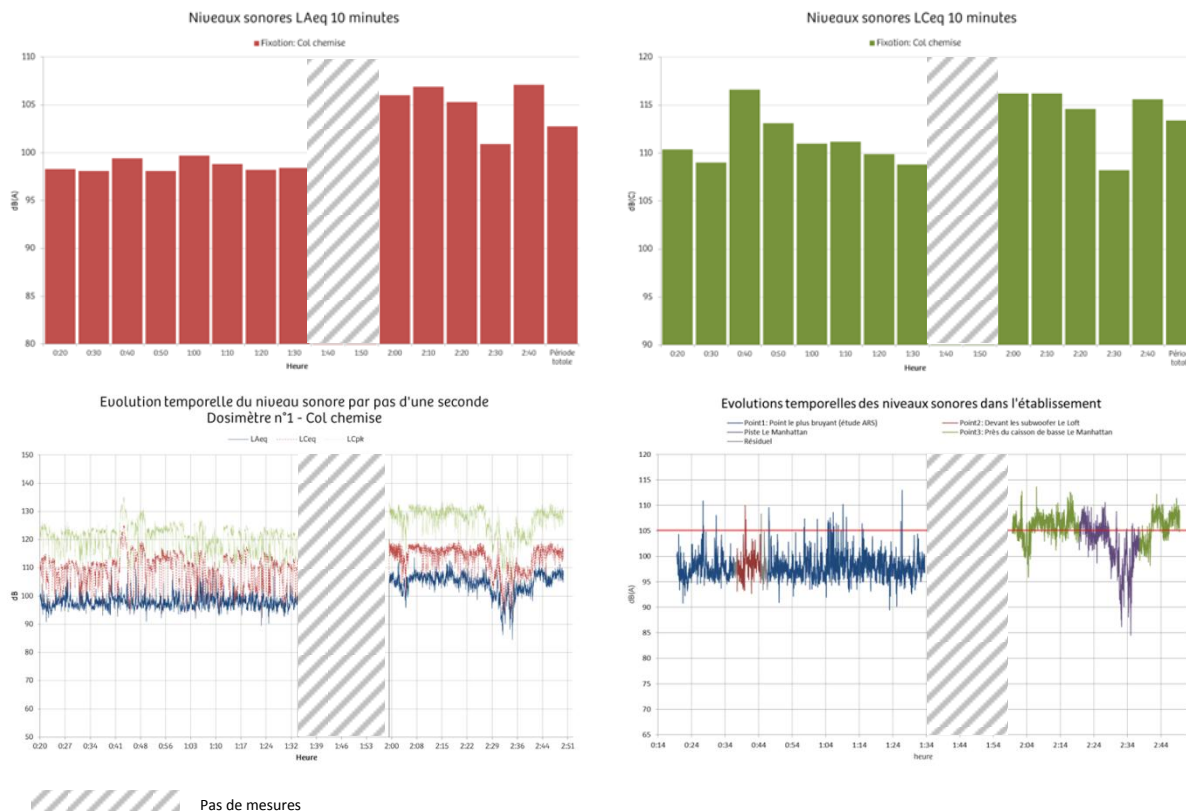 Niveaux sonores LAeq 10 minutes
Fixation: Col chemise
110
105
100
95
90
85
80
dB(A)
0:20 0:30 0:40 0:50 1:00 1:10 1:20 1:30 1:40 1:50 2:00 2:10 2:20 2:30 2:40 Période
totale
Heure
Niveaux sonores LCeq 10 minutes
Fixation: Col chemise
120
115
110
105
100
95
90
dB(C)
0:20 0:30 0:40 0:50 1:00 1:10 1:20 1:30 1:40 1:50 2:00 2:10 2:20 2:30 2:40
totale
Heure
Evolution temporelle du niveau sonore par pas d'une seconde
Dosimètre n°1 - Col chemise
LAeq LCeq LCpk
150
140
130
120
110
100
90
80
70
60
50
dB
0:20 0:27 0:34 0:41 0:48 0:56 1:03 1:10 1:17 1:24 1:32 1:39 1:46 1:53 2:00 2:08 2:15 2:22 2:29 2:36 2:44 2:51
Heure
Evolutions temporelles des niveaux sonores dans l'établissement
Point1: Point le plus bruyant (étude ARS) Point2: Devant les subwoofer Le Loft
Piste Le Manhattan Point3: Près du caisson de basse Le Manhattan
Résiduel
120
115
110
105
100
95
90
85
80
75
70
65
dB(A)
0:14 0:24 0:34 0:44 0:54 1:04 1:14 1:24 1:34 1:44 1:54 2:04 2:14 2:24 2:34 2:44
heure
Pas de mesures